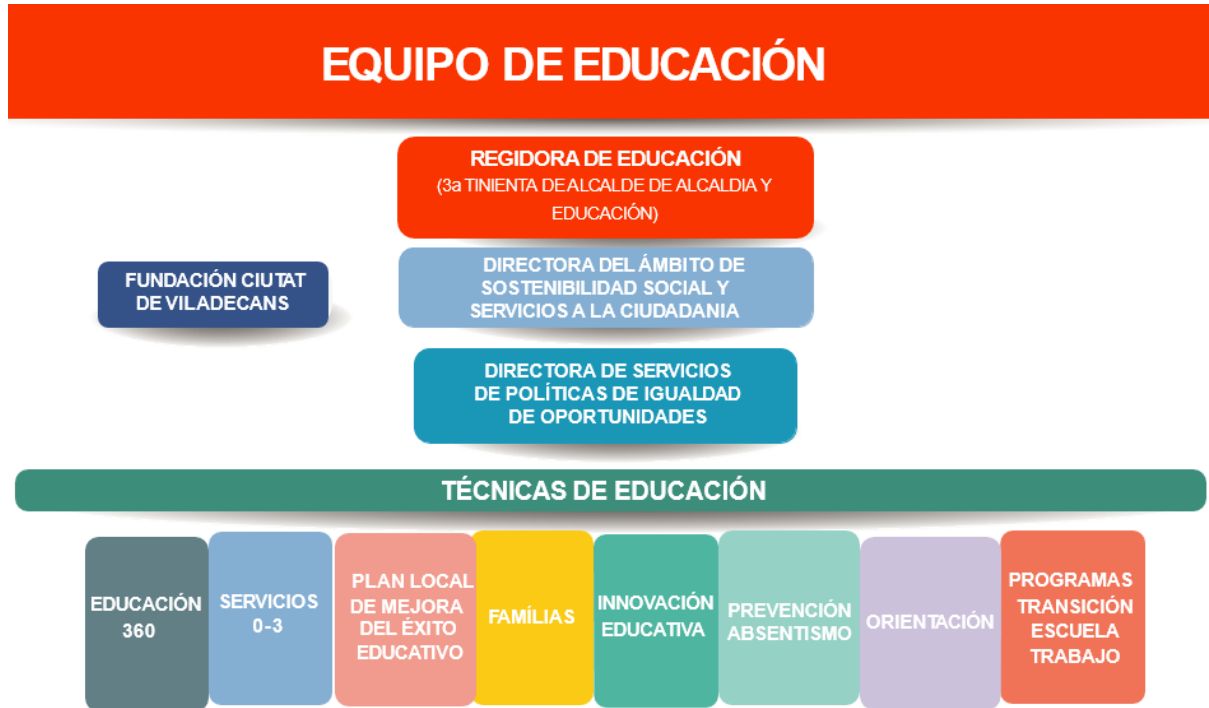 EQUIPO DE EDUCACIÓN
REGIDORA DE EDUCACIÓN
(3a TINIENTA DE ALCALDE DE ALCALDIA Y
EDUCACIÓN)
FUNDACIÓN CIUTAT
DE VILADECANS
DIRECTORA DEL ÁMBITO DE
SOSTENIBILIDAD SOCIAL Y
SERVICIOS A LA CIUDADANIA
DIRECTORA DE SERVICIOS
DE POLÍTICAS DE IGUALDAD
DE OPORTUNIDADES
TÉCNICAS DE EDUCACIÓN
EDUCACIÓN
360
SERVICIOS
0-3
PLAN LOCAL
DE MEJORA
DEL ÉXITO
EDUCATIVO
FAMÍLIAS
INNOVACIÓN
EDUCATIVA
PREVENCIÓN
ABSENTISMO
ORIENTACIÓN
PROGRAMAS
TRANSICIÓN
ESCUELA
TRABAJO